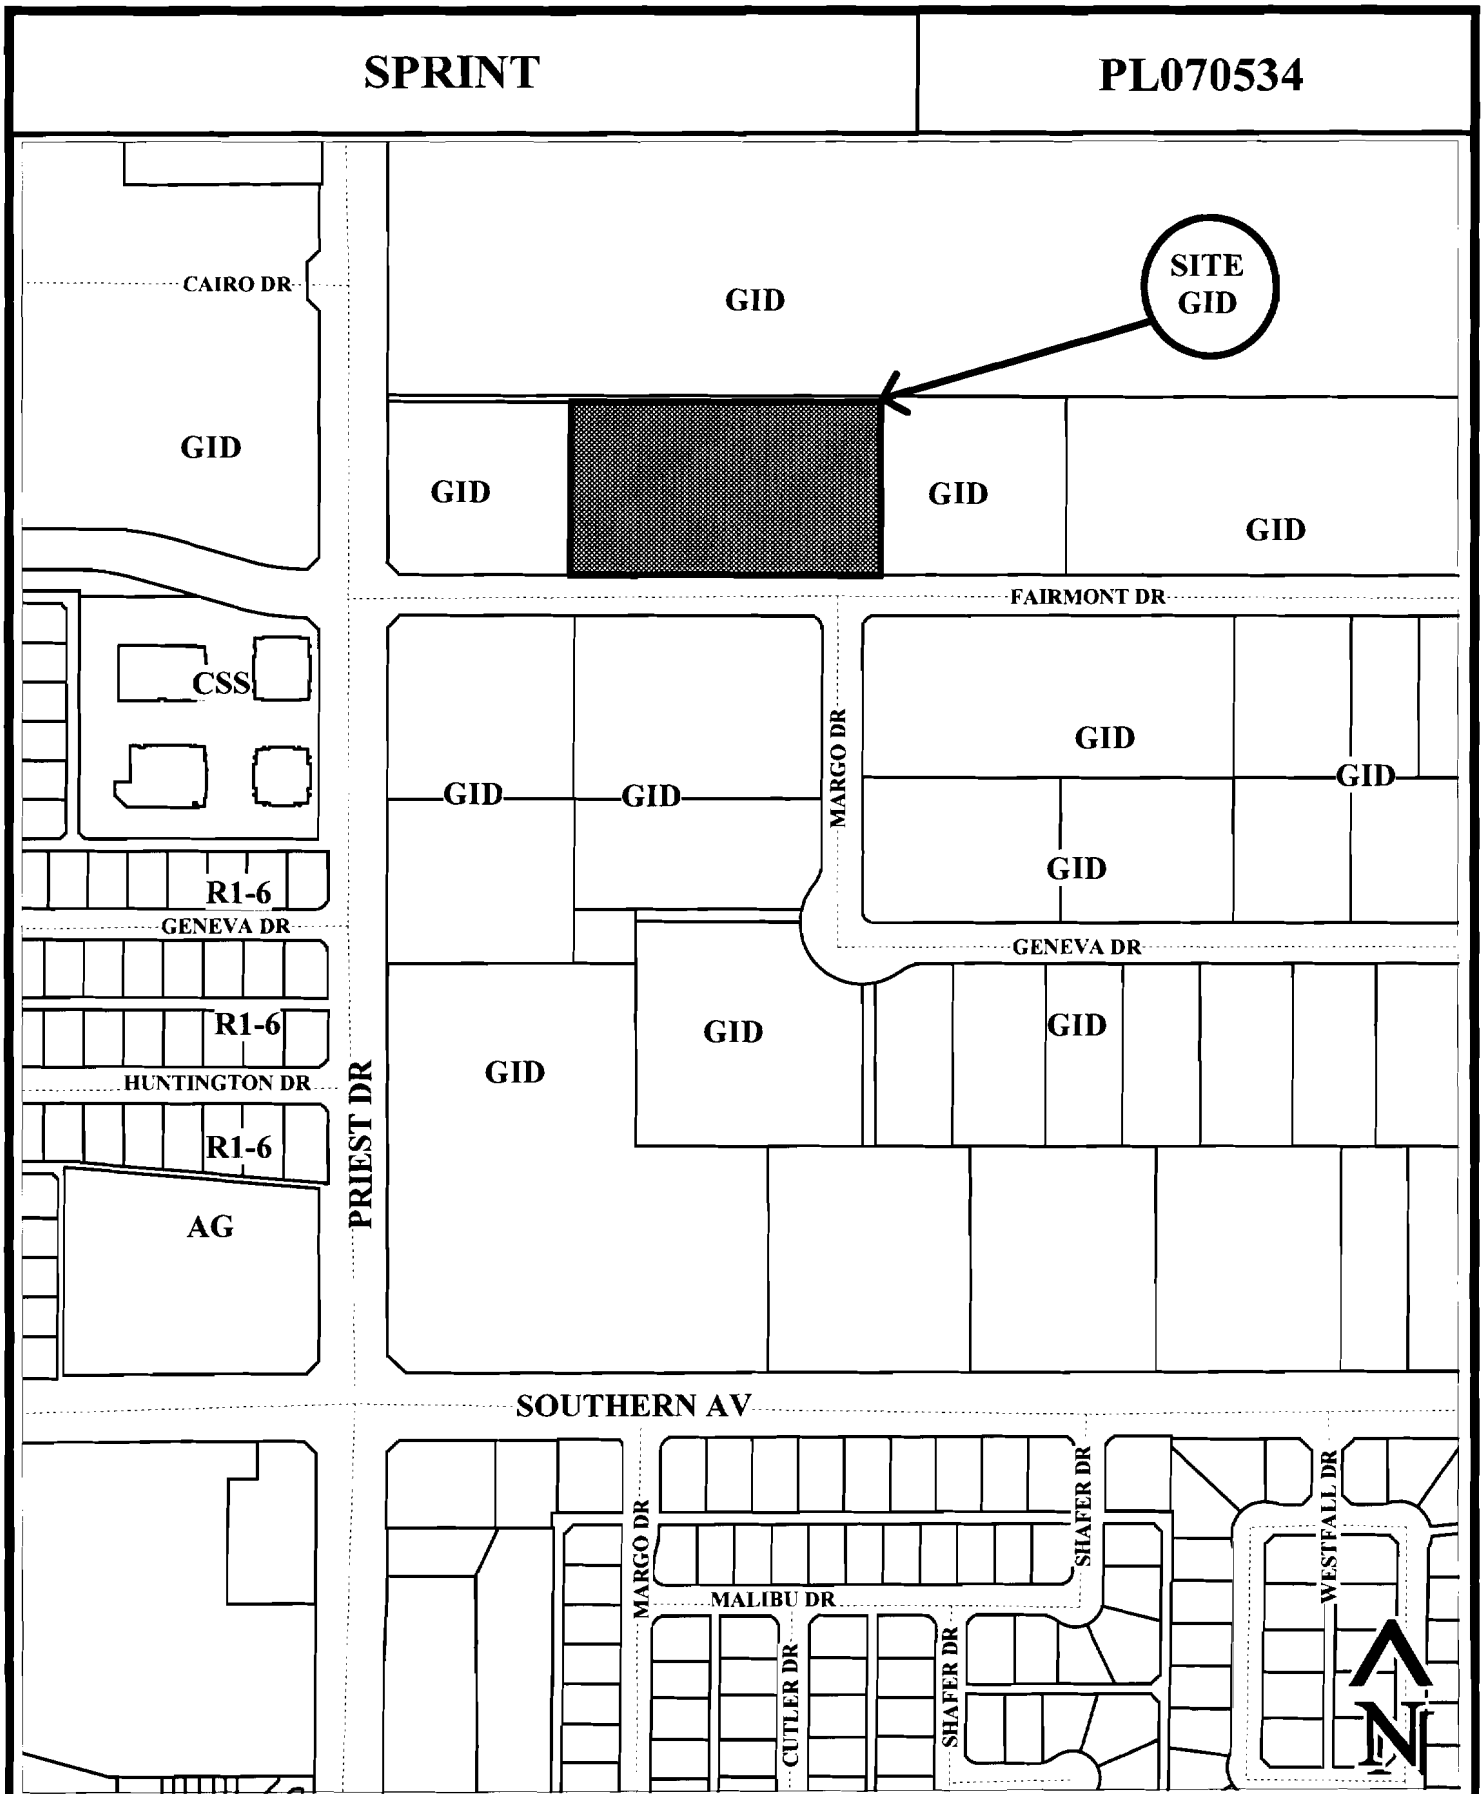 SPRINT
PL070534
SITE
GID
CAIRO DR
GID
GID
GID
GID
GID
FAIRMONT DR
CSS
MARGO DR
GID
GID
GID
GID
GID
R1-6
GENEVA DR
GENEVA DR
R1-6
GID
GID
GID
HUNTINGTON DR
PRIEST DR
R1-6
AG
SOUTHERN AV
MARGO DR
SHAFER DR
WESTFALL DR
MALIBU DR
CUTLER DR
SHAFER DR
N